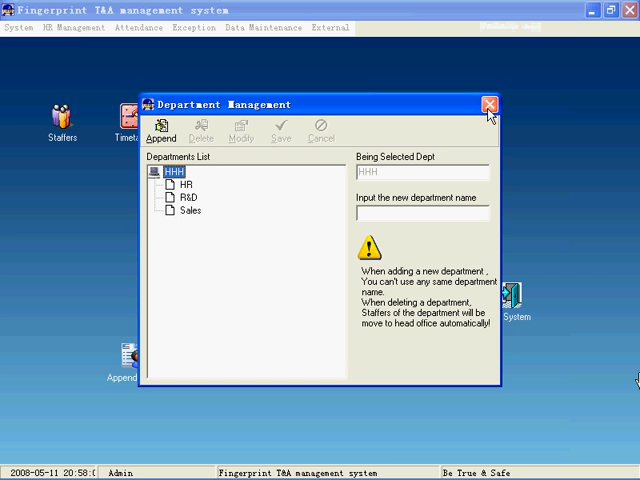 Fingerprint T&A management system
System HR Management Attendance Exception Data Maintenance External
Staffers
Timeta
Department Management
Append Delete Modify Save Cancel
Departments List
HHH
HR
R&D
Sales
Being Selected Dept
HHH
Input the new department name
When adding a new department ,
You can't use any same department
name.
When deleting a department,
Staffers of the department will be
move to head office automatically!
System
Append
2008-05-11 20:58:0 Admin Fingerprint T&A management system Be True & Safe